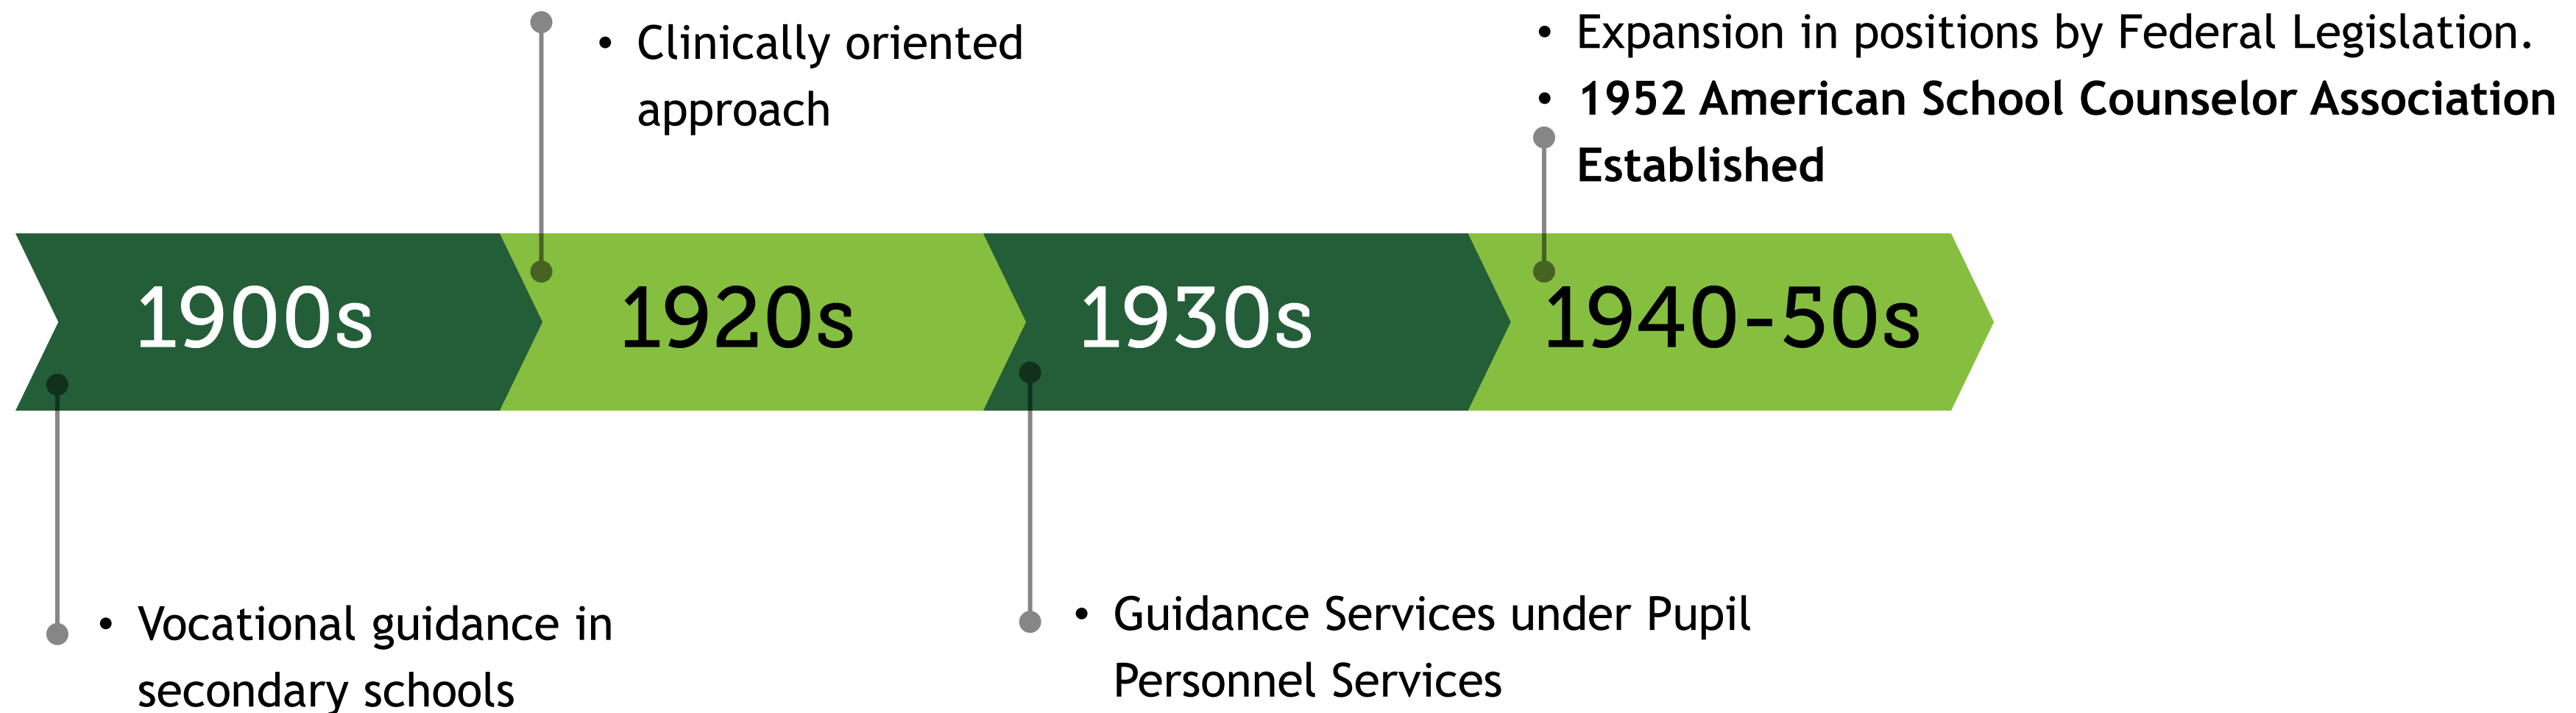 • Clinically oriented
approach
• Expansion in positions by Federal Legislation.
• 1952 American School Counselor Association
Established
1900s
1920s
1930s
1940-50s
• Vocational guidance in
secondary schools
• Guidance Services under Pupil
Personnel Services